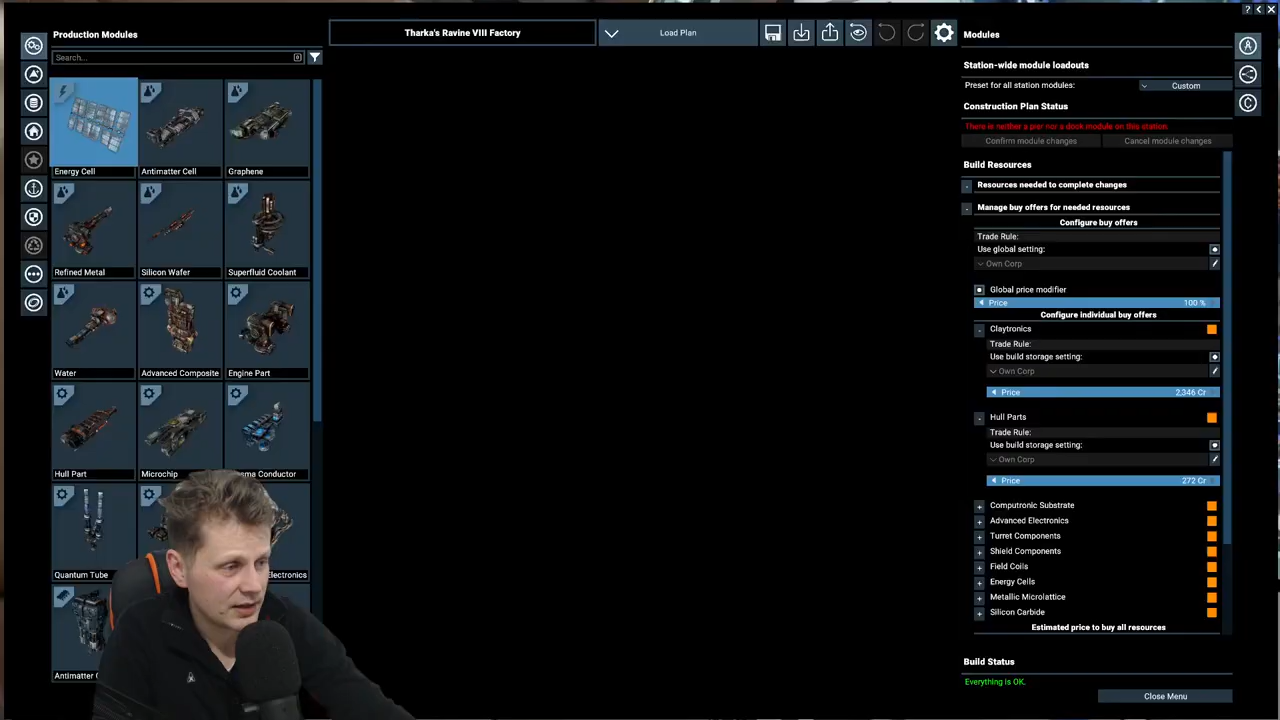 Production Modules
Search...
Energy Cell
Antimatter Cell
Graphene
Refined Metal
Silicon Wafer
Superfluid Coolant
Water
Advanced Composite
Engine Part
Hull Part
Microchip
sma Conductor
Quantum Tube
Electronics
Antimatter C
Tharka's Ravine VIII Factory
Load Plan
? < X
Modules
Station-wide module loadouts
Preset for all station modules:
Custom
Construction Plan Status
There is neither a pier nor a dock module on this station.
Confirm module changes
Cancel module changes
Build Resources
- Resources needed to complete changes
- Manage buy offers for needed resources
Configure buy offers
Trade Rule:
Use global setting:
Own Corp
Global price modifier
Price 100 %
Configure individual buy offers
- Claytronics
Trade Rule:
Use build storage setting:
Own Corp
Price 2,346 Cr
- Hull Parts
Trade Rule:
Use build storage setting:
Own Corp
Price 272 Cr
+ Computronic Substrate
+ Advanced Electronics
+ Turret Components
+ Shield Components
+ Field Coils
+ Energy Cells
+ Metallic Microlattice
+ Silicon Carbide
Estimated price to buy all resources
Build Status
Everything is OK.
Close Menu